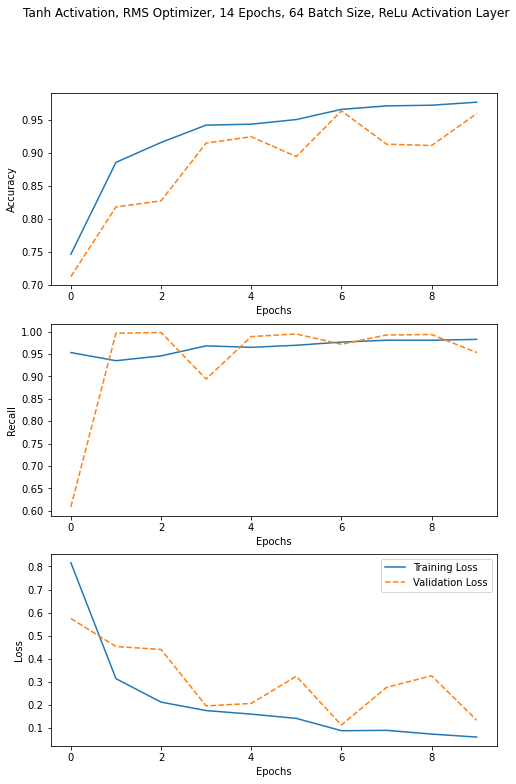 Tanh Activation, RMS Optimizer, 14 Epochs, 64 Batch Size, ReLu Activation Layer
0.95
0.90
0.85
0.80
0.75
0.70
Accuracy
0 2 4 6 8
Epochs
1.00
0.95
0.90
0.85
0.80
0.75
0.70
0.65
0.60
Recall
0 2 4 6 8
Epochs
0.8
0.7
0.6
0.5
0.4
0.3
0.2
0.1
Loss
Training Loss
Validation Loss
0 2 4 6 8
Epochs